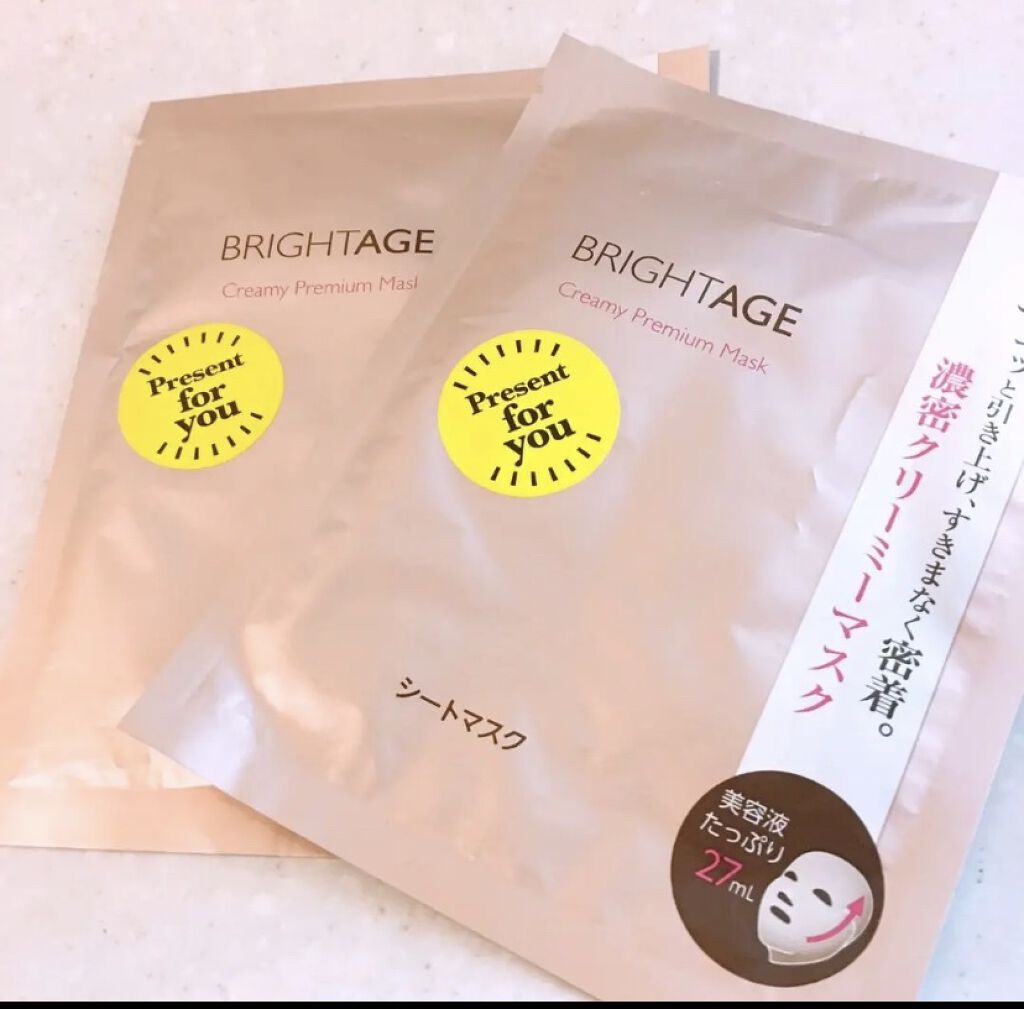 BRIGHTAGE
Creamy Premium Mas
Present
for
you
BRIGHTAGE
Creamy Premium Mask
Present
for
you
ッと引き上げ、すきまなく密着。
濃密クリーミーマスク
シートマスク
美容液
たっぷり
27mL